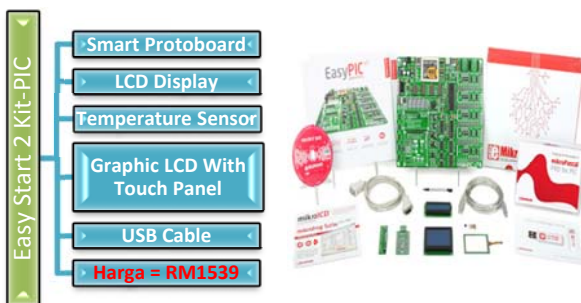 Easy Start 2 Kit-PIC
Smart Protoboard
LCD Display
Temperature Sensor
Graphic LCD With
Touch Panel
USB Cable
Harga = RM1539
EasyPIC
mikroICD